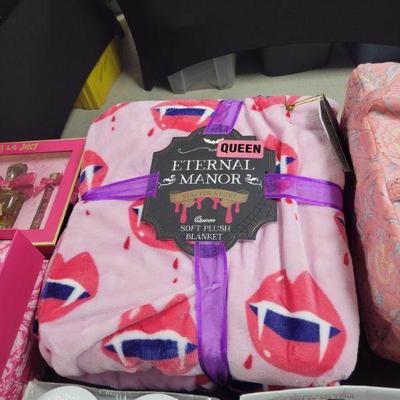 QUEEN
ETERNAL
MANOR
Queen
SOFT PLUSH
BLANKET